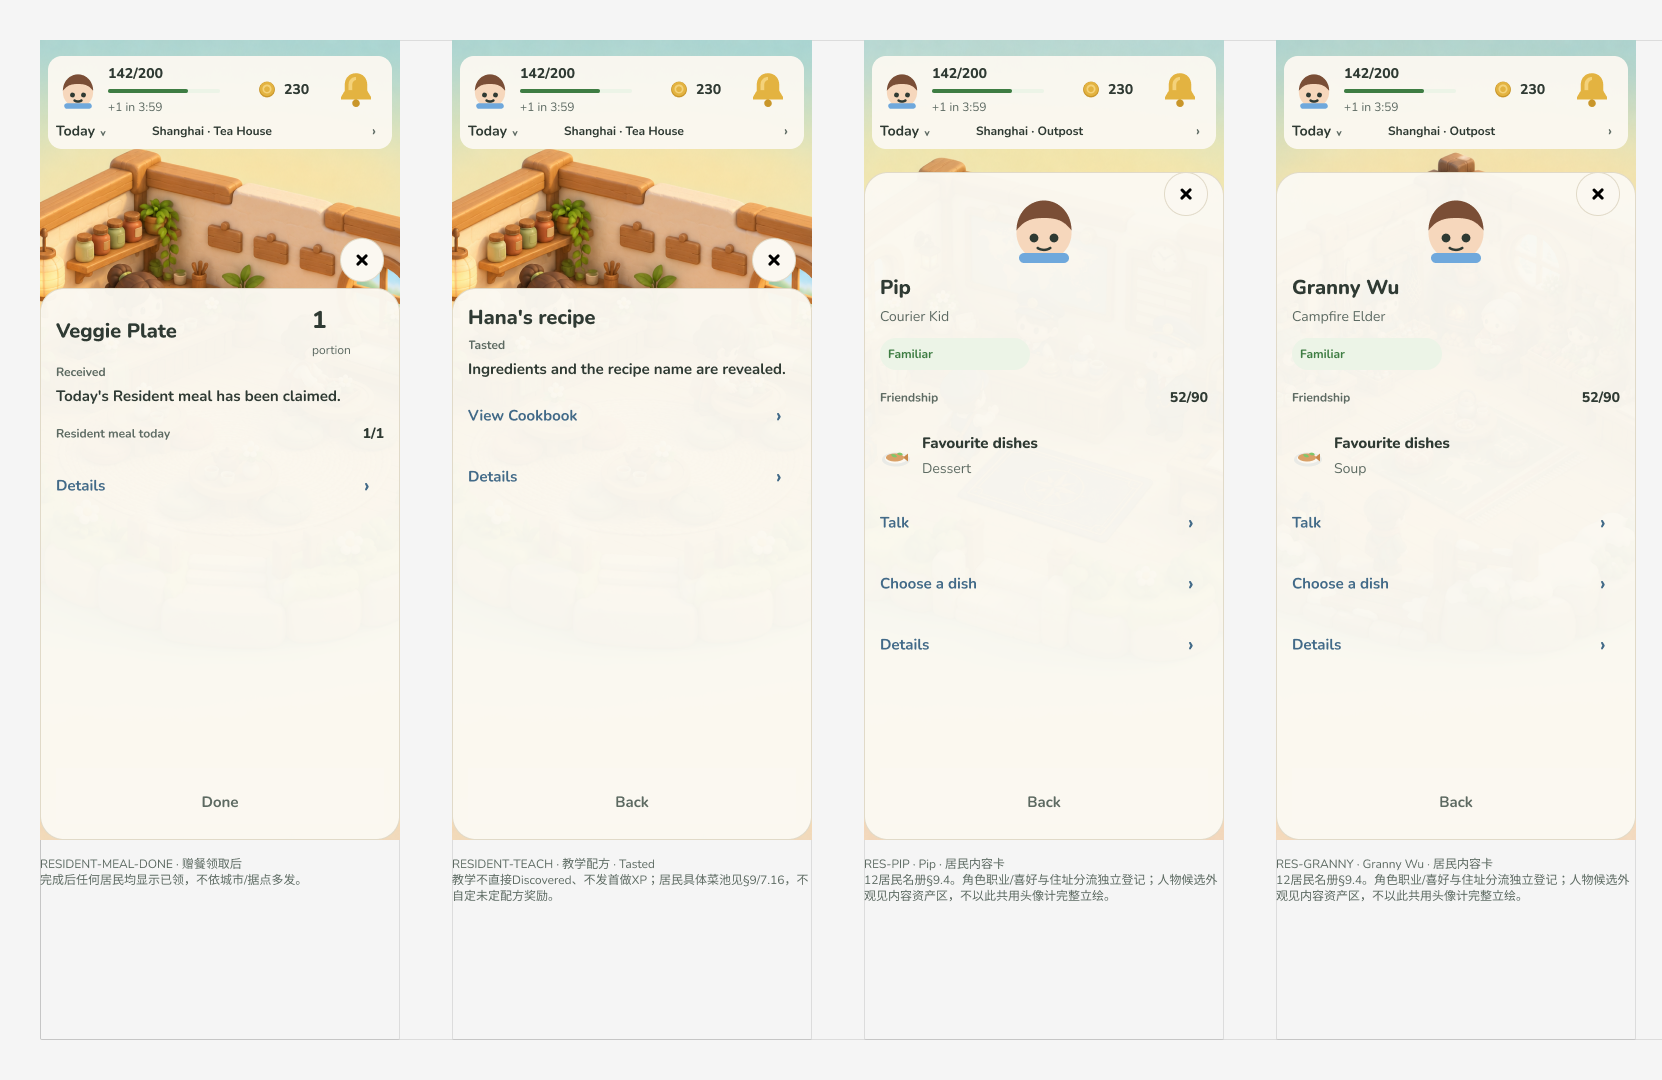 142/200
230
+1 in 3:59
Today ˅
Shanghai · Tea House
›
Veggie Plate
1
portion
Received
Today's Resident meal has been claimed.
Resident meal today
1/1
Details
›
Done
RESIDENT-MEAL-DONE · 赠餐领取后
完成后任何居民均显示已领，不依城市/据点多发。
142/200
230
+1 in 3:59
Today ˅
Shanghai · Tea House
›
Hana's recipe
Tasted
Ingredients and the recipe name are revealed.
View Cookbook
›
Details
›
Back
RESIDENT-TEACH · 教学配方 · Tasted
教学不直接Discovered、不发首做XP；居民具体菜池见§9/7.16，不
自定未定配方奖励。
142/200
230
+1 in 3:59
Today ˅
Shanghai · Outpost
›
Pip
Courier Kid
Familiar
Friendship
52/90
Favourite dishes
Dessert
Talk
›
Choose a dish
›
Details
›
Back
RES-PIP · Pip · 居民内容卡
12居民名册§9.4。角色职业/喜好与住址分流独立登记；人物候选外
观见内容资产区，不以此共用头像计完整立绘。
142/200
230
+1 in 3:59
Today ˅
Shanghai · Outpost
›
Granny Wu
Campfire Elder
Familiar
Friendship
52/90
Favourite dishes
Soup
Talk
›
Choose a dish
›
Details
›
Back
RES-GRANNY · Granny Wu · 居民内容卡
12居民名册§9.4。角色职业/喜好与住址分流独立登记；人物候选外
观见内容资产区，不以此共用头像计完整立绘。